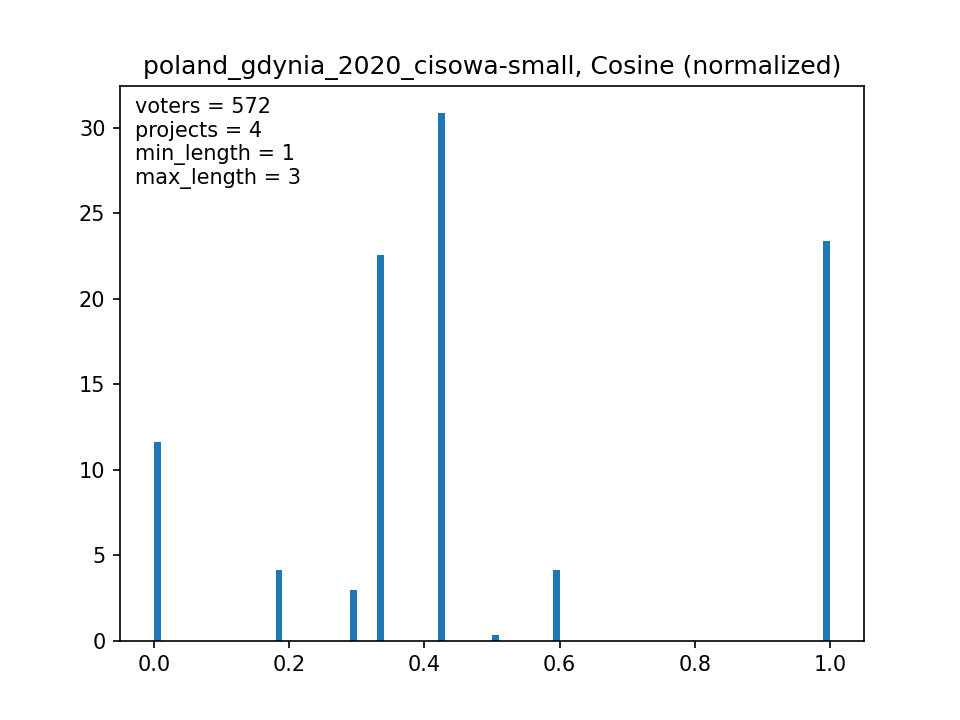 poland_gdynia_2020_cisowa-small, Cosine (normalized)
voters = 572
projects = 4
min_length = 1
max_length = 3
30
25
20
15
10
5
0
0.0 0.2 0.4 0.6 0.8 1.0